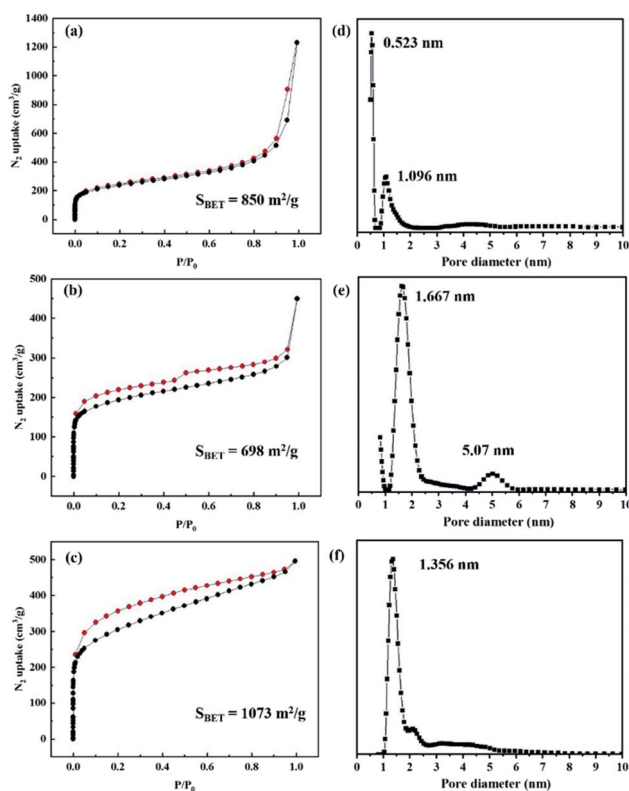 (a)
1400
1200
1000
800
600
400
200
0
N₂ uptake (cm³/g)
S_BET = 850 m²/g
0.0 0.2 0.4 0.6 0.8 1.0
P/P₀
(d)
0.523 nm
1.096 nm
0 1 2 3 4 5 6 7 8 9 10
Pore diameter (nm)
(b)
500
400
300
200
100
0
N₂ uptake (cm³/g)
S_BET = 698 m²/g
0.0 0.2 0.4 0.6 0.8 1.0
P/P₀
(e)
1.667 nm
5.07 nm
0 1 2 3 4 5 6 7 8 9 10
Pore diameter (nm)
(c)
500
400
300
200
100
0
N₂ uptake (cm³/g)
S_BET = 1073 m²/g
0.0 0.2 0.4 0.6 0.8 1.0
P/P₀
(f)
1.356 nm
0 1 2 3 4 5 6 7 8 9 10
Pore diameter (nm)